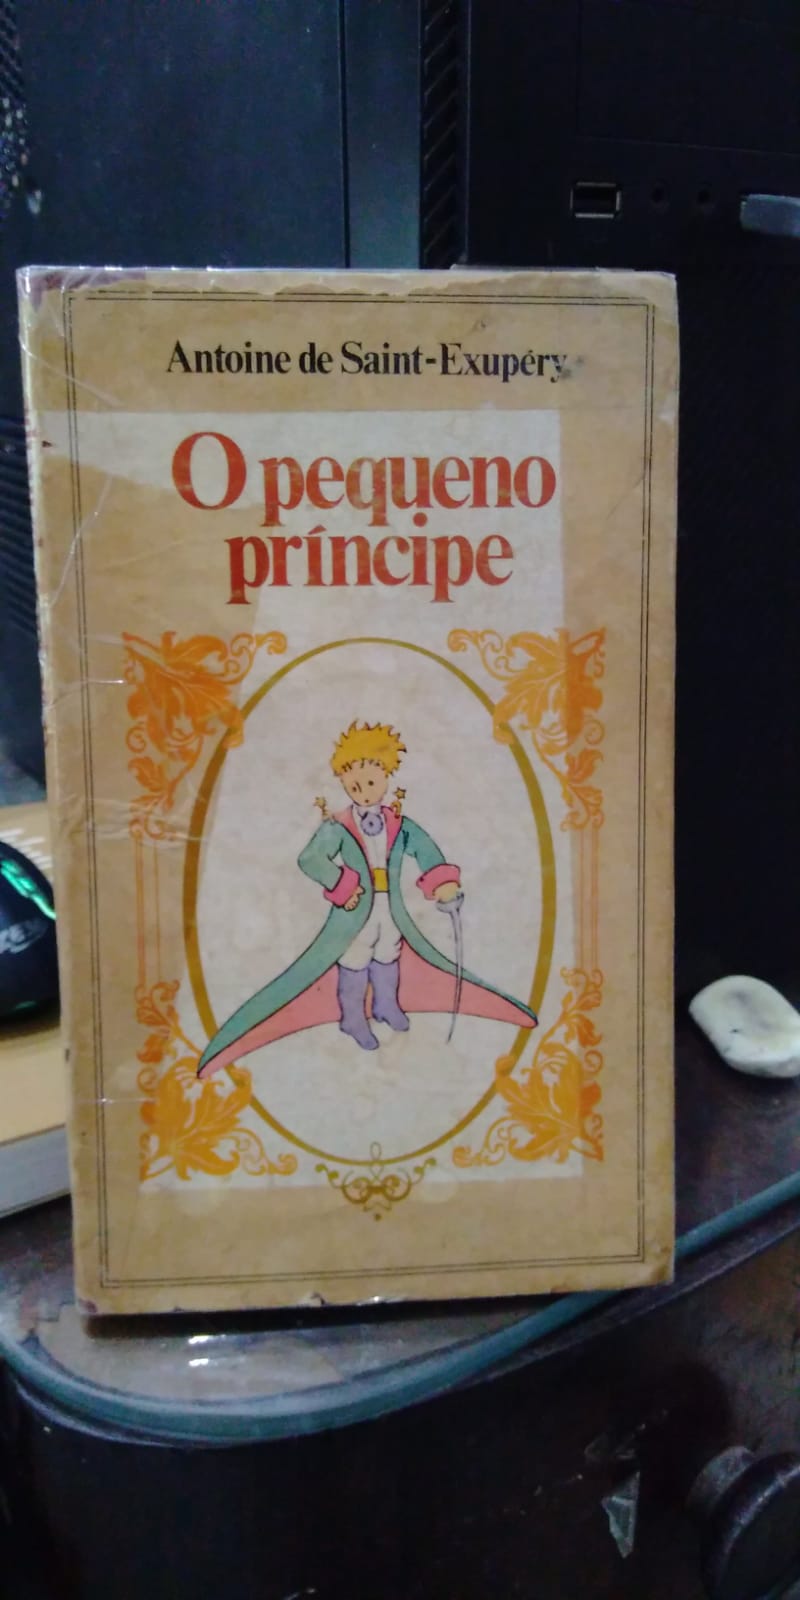 Antoine de Saint-Exupéry
O pequeno
príncipe